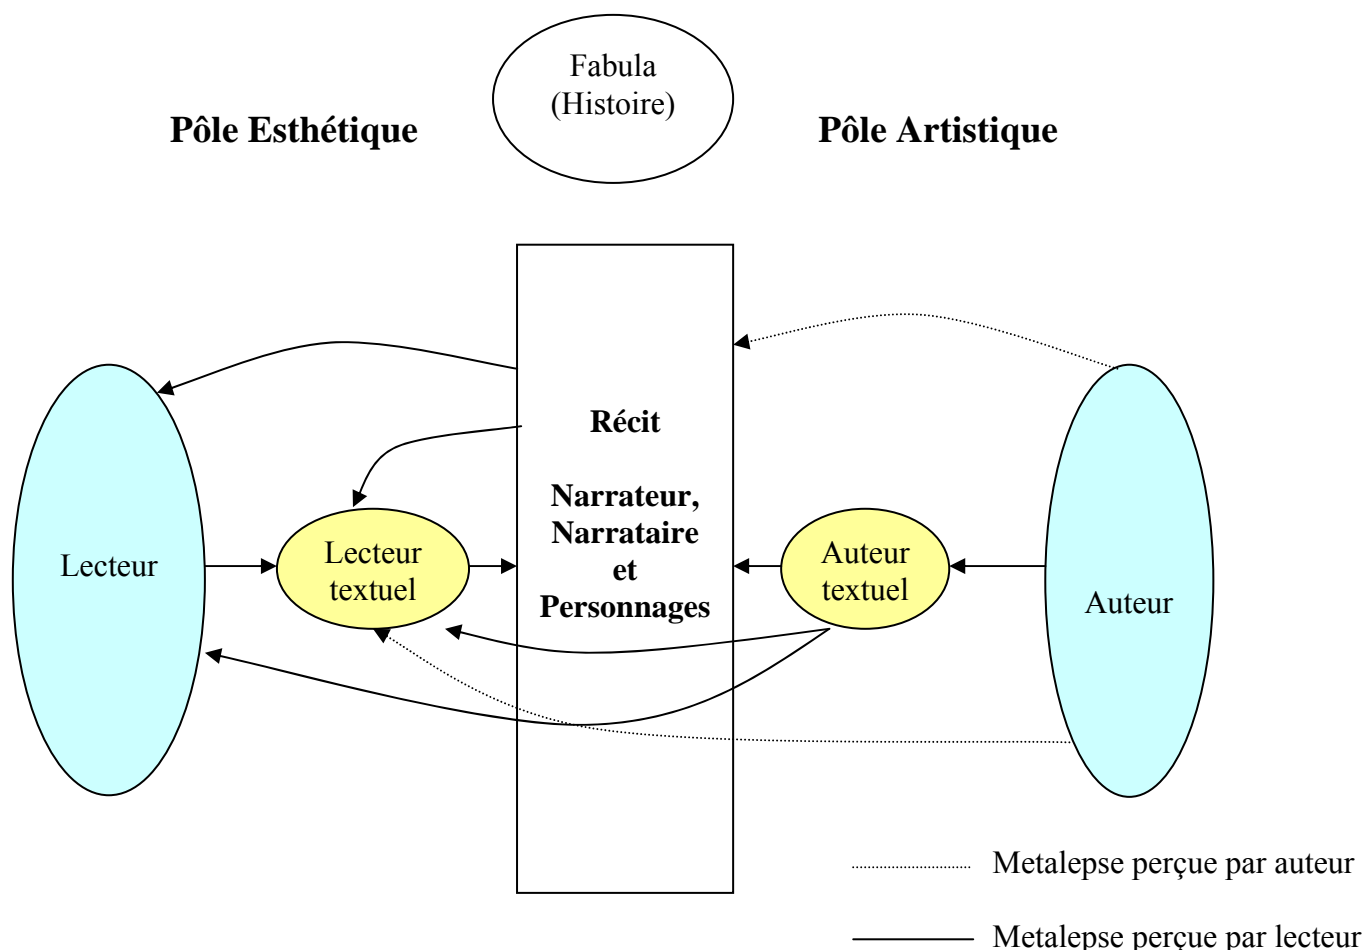 Fabula
(Histoire)
Pôle Esthétique
Pôle Artistique
Récit
Narrateur,
Narrataire
et
Personnages
Lecteur
Lecteur
textuel
Auteur
textuel
Auteur
Metalepse perçue par auteur
Metalepse perçue par lecteur